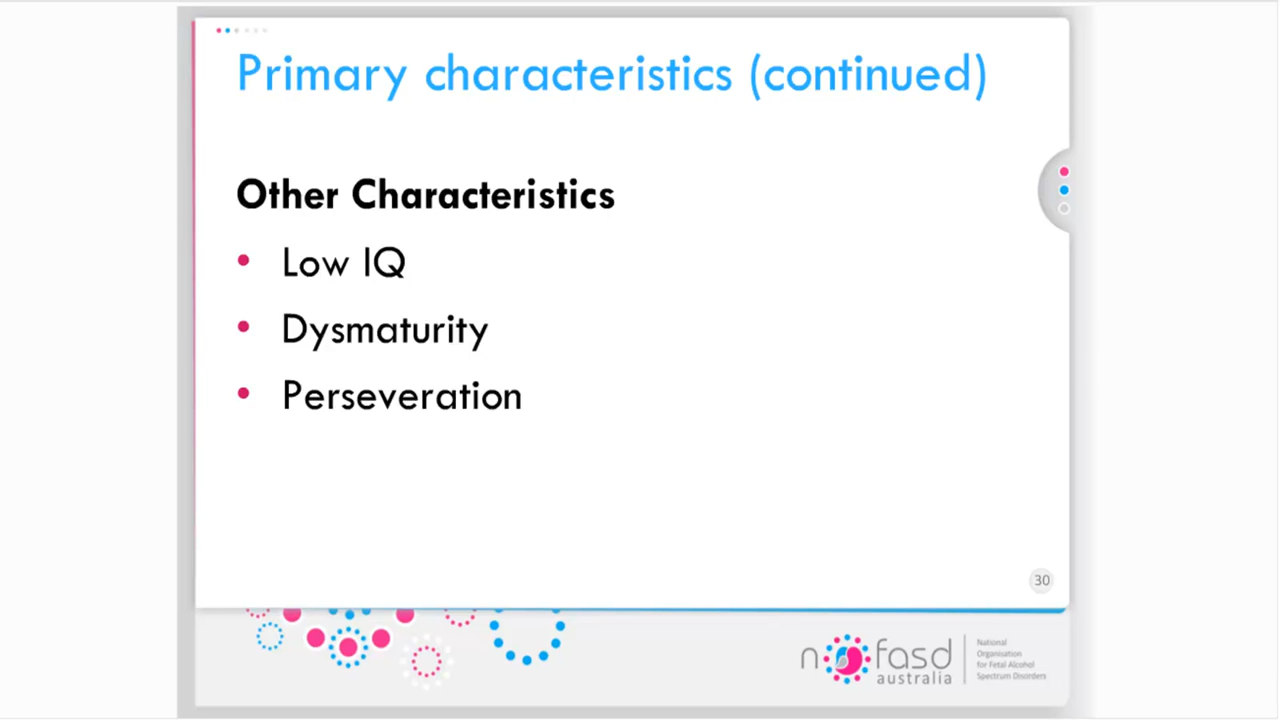 Primary characteristics (continued)
Other Characteristics
• Low IQ
• Dysmaturity
• Perseveration
30
nofasd
australia
National
Organisation
for Fetal Alcohol
Spectrum Disorders